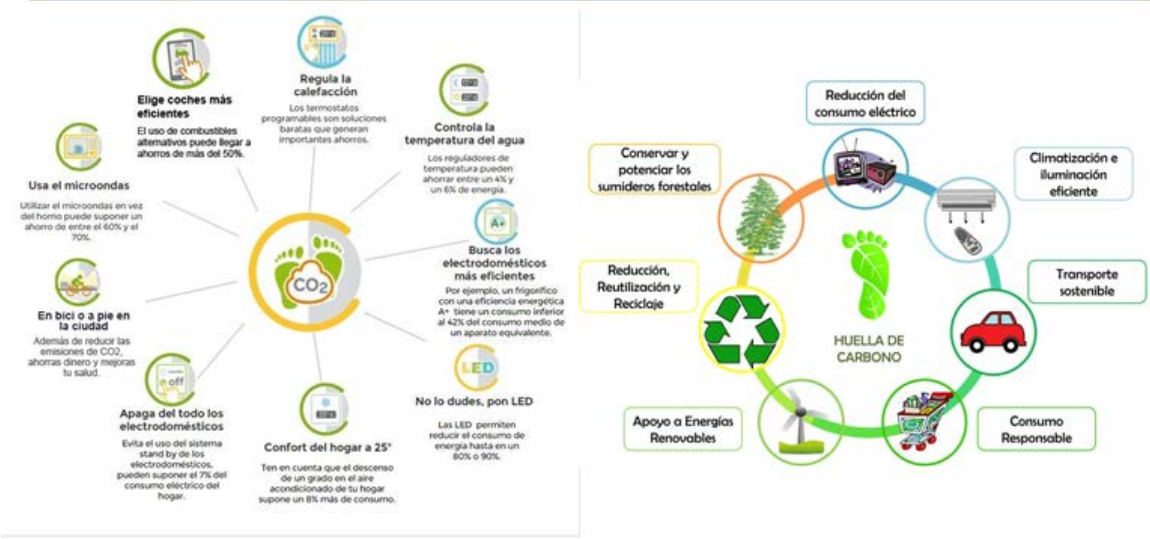 Elige coches más
eficientes
El uso de combustibles
alternativos puede llegar a
ahorros de más del 50%.
Regula la
calefacción
Los termostatos
programables son soluciones
baratas que generan
importantes ahorros.
Controla la
temperatura del agua
Los reguladores de
temperatura pueden
ahorrar entre un 4% y
un 6% de energía.
Usa el microondas
Utilizar el microondas en vez
del horno puede suponer un
ahorro de entre el 60% y el
70%.
A+
Busca los
electrodomésticos
más eficientes
Por ejemplo, un frigorífico
con una eficiencia energética
A+ tiene un consumo inferior
al 42% del consumo medio de
un aparato equivalente.
CO2
En bici o a pie en
la ciudad
Además de reducir las
emisiones de CO2,
ahorras dinero y mejoras
tu salud.
off
Apaga del todo los
electrodomésticos
Evita el uso del sistema
stand by de los
electrodomésticos,
pueden suponer el 7% del
consumo eléctrico del
hogar.
Confort del hogar a 25°
Ten en cuenta que el descenso
de un grado en el aire
acondicionado de tu hogar
supone un 8% más de consumo.
LED
No lo dudes, pon LED
Las LED permiten
reducir el consumo de
energía hasta en un
80% o 90%.
Reducción del
consumo eléctrico
Conservar y
potenciar los
sumideros forestales
Climatización e
iluminación
eficiente
Reducción,
Reutilización y
Reciclaje
Transporte
sostenible
HUELLA DE
CARBONO
Apoyo a Energías
Renovables
Consumo
Responsable